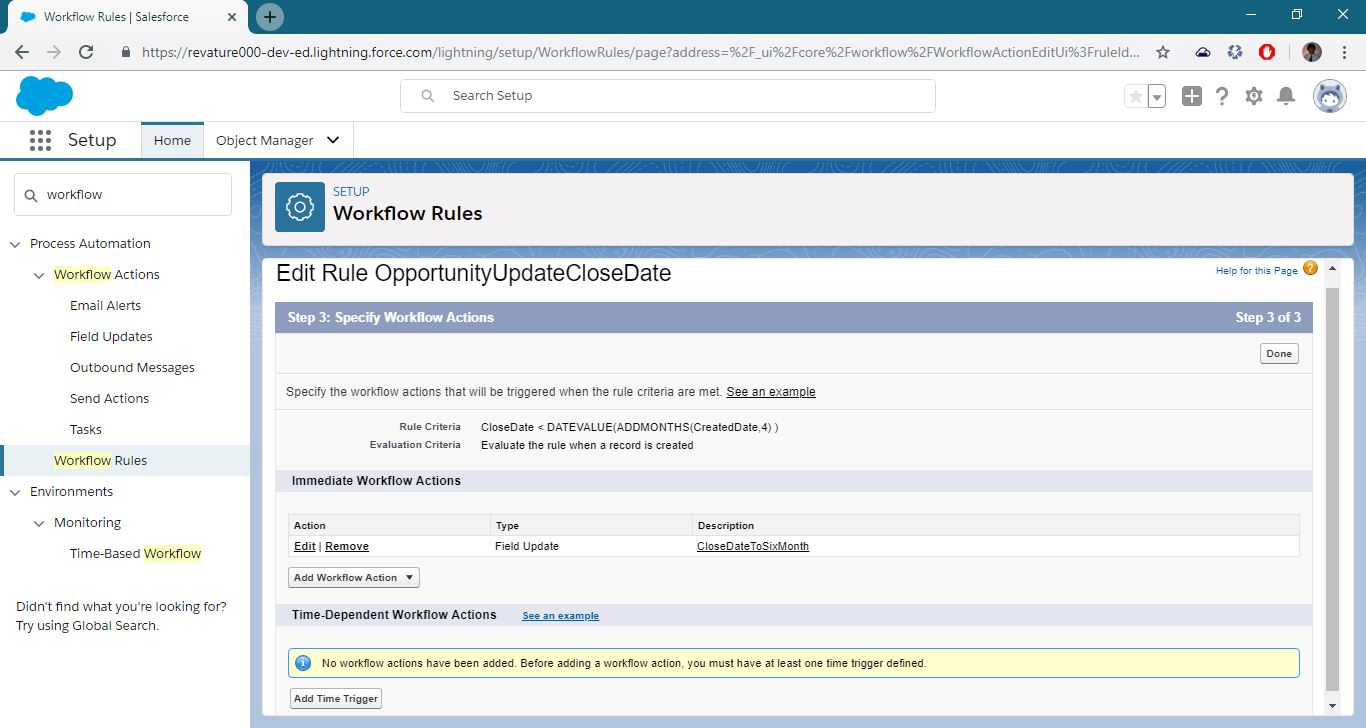 Workflow Rules | Salesforce
https://revature000-dev-ed.lightning.force.com/lightning/setup/WorkflowRules/page?address=%2F_ui%2Fcore%2Fworkflow%2FWorkflowActionEditUi%3FruleId...
Search Setup
Setup
Home
Object Manager
workflow
Process Automation
Workflow Actions
Email Alerts
Field Updates
Outbound Messages
Send Actions
Tasks
Workflow Rules
Environments
Monitoring
Time-Based Workflow
Didn't find what you're looking for?
Try using Global Search.
SETUP
Workflow Rules
Edit Rule OpportunityUpdateCloseDate
Help for this Page ?
Step 3: Specify Workflow Actions Step 3 of 3
Done
Specify the workflow actions that will be triggered when the rule criteria are met. See an example
Rule Criteria CloseDate < DATEVALUE(ADDMONTHS(CreatedDate,4) )
Evaluation Criteria Evaluate the rule when a record is created
Immediate Workflow Actions
Action Type Description
Edit | Remove Field Update CloseDateToSixMonth
Add Workflow Action
Time-Dependent Workflow Actions See an example
No workflow actions have been added. Before adding a workflow action, you must have at least one time trigger defined.
Add Time Trigger